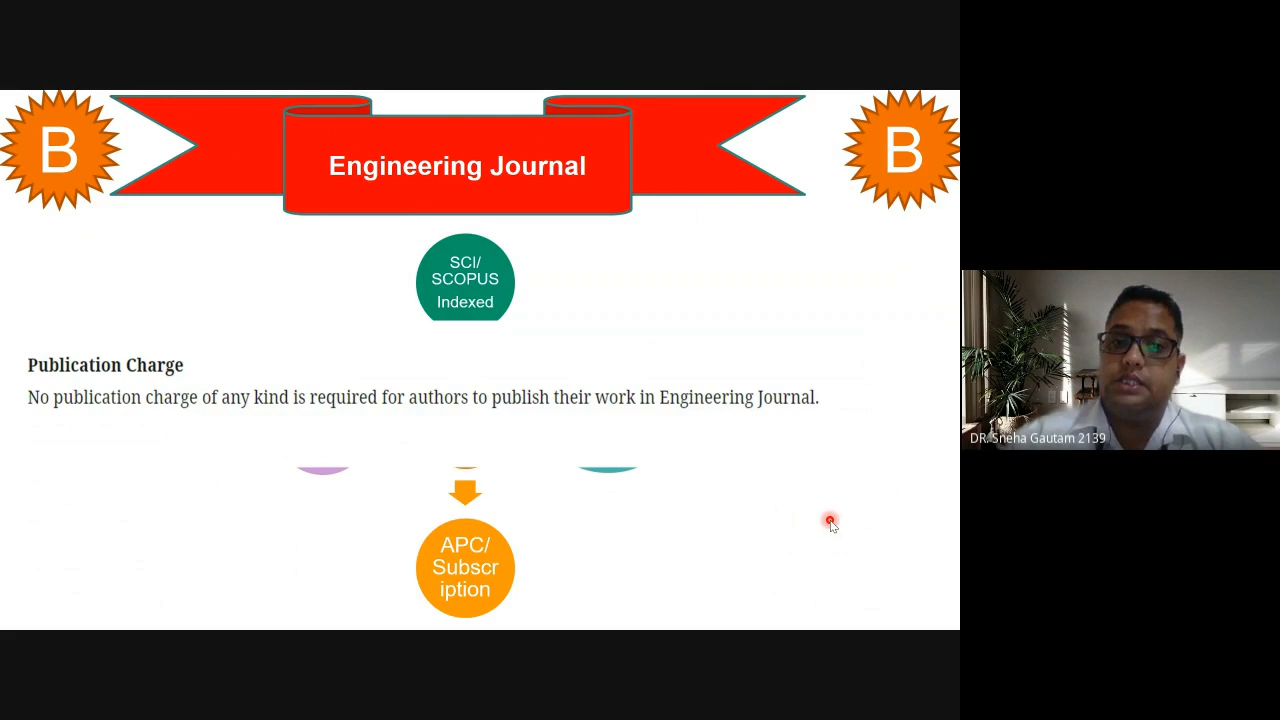 B
Engineering Journal
B
SCI/
SCOPUS
Indexed
Publication Charge
No publication charge of any kind is required for authors to publish their work in Engineering Journal.
DR. Sneha Gautam 2139
APC/
Subscr
iption